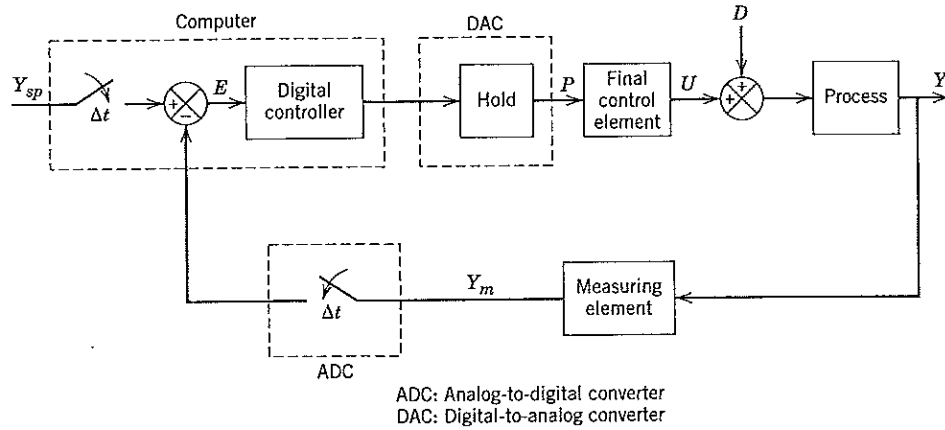 Computer
DAC
D
Y_sp
Δt
+
−
E
Digital
controller
Hold
P
Final
control
element
U
+
+
Process
Y
Δt
ADC
Y_m
Measuring
element
ADC: Analog-to-digital converter
DAC: Digital-to-analog converter